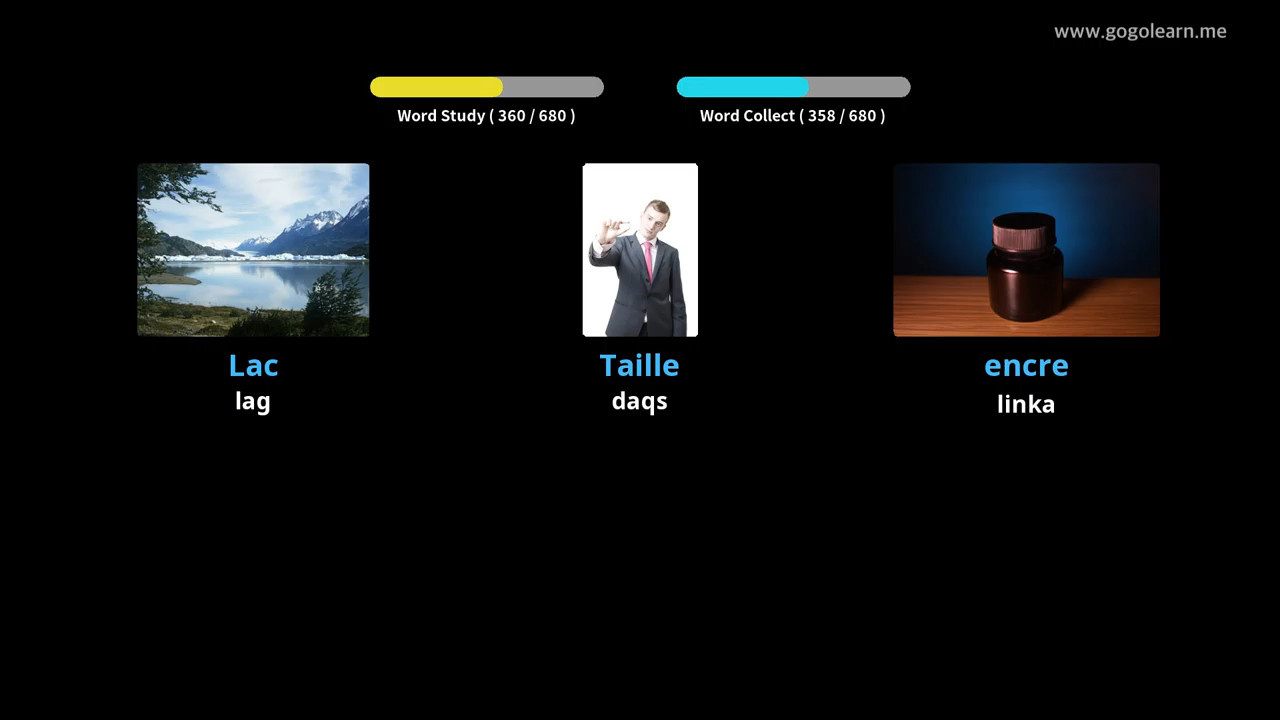 www.gogolearn.me
Word Study ( 360 / 680 )
Word Collect ( 358 / 680 )
Lac
lag
Taille
daqs
encre
linka